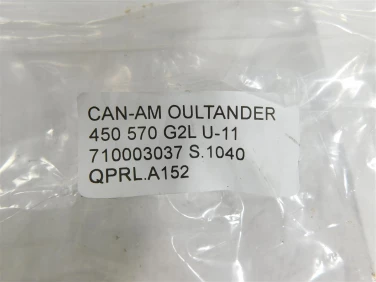 CAN-AM OULTANDER
450 570 G2L U-11
710003037 S.1040
QPRL.A152